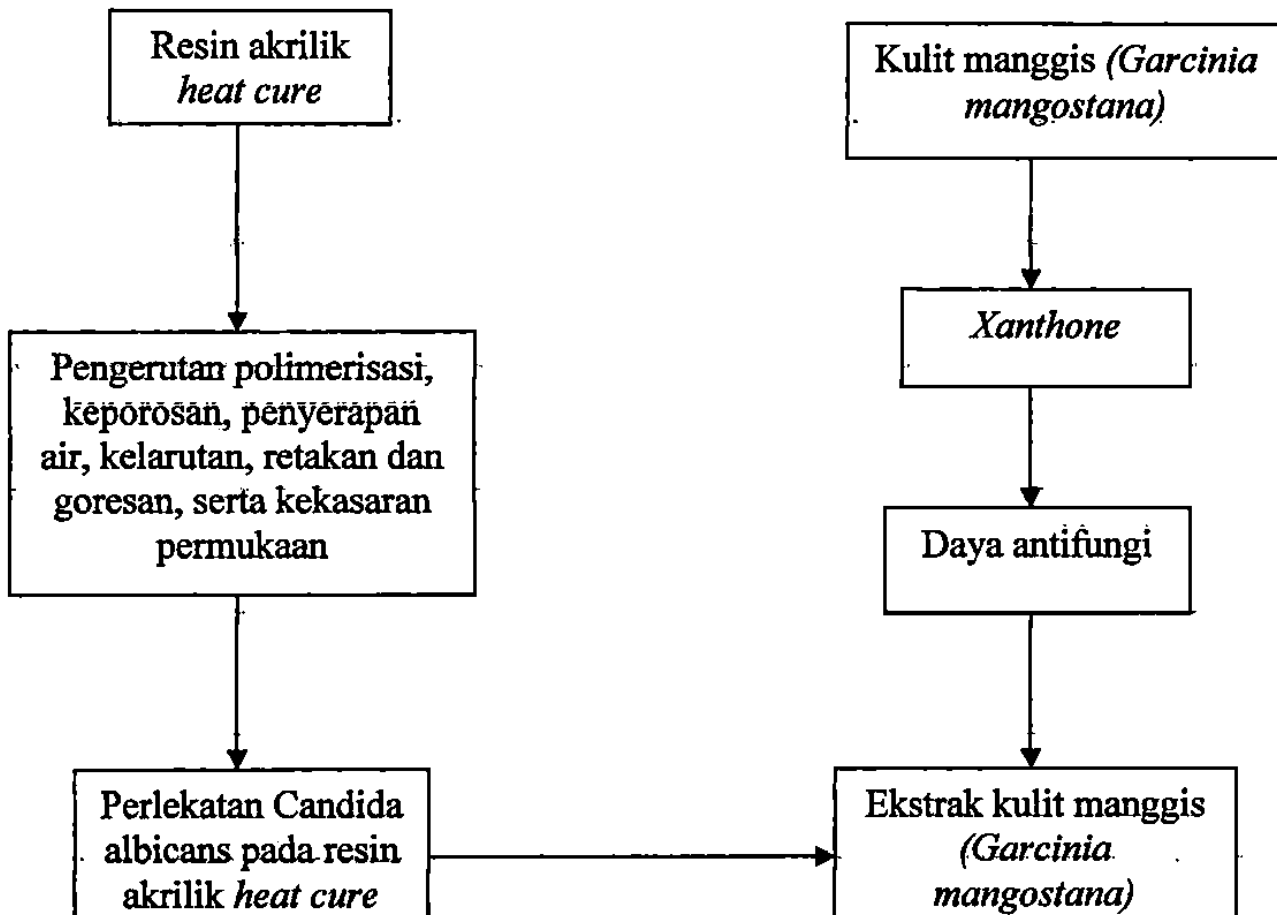 Resin akrilik
heat cure
Pengerutan polimerisasi,
keporosan, penyerapan
air, kelarutan, retakan dan
goresan, serta kekasaran
permukaan
Perlekatan Candida
albicans pada resin
akrilik heat cure
Kulit manggis (Garcinia
mangostana)
Xanthone
Daya antifungi
Ekstrak kulit manggis
(Garcinia
mangostana)